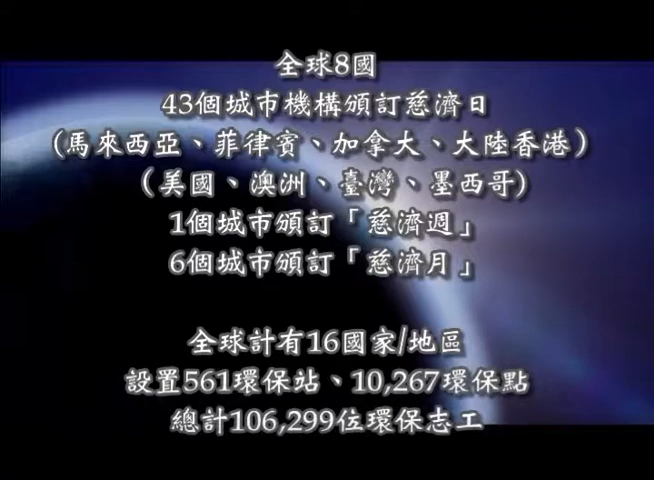 全球8國
43個城市機構頒訂慈濟日
(馬來西亞、菲律賓、加拿大、大陸香港）
（美國、澳洲、臺灣、墨西哥)
1個城市頒訂「慈濟週」
6個城市頒訂「慈濟月」
全球計有16國家/地區
設置561環保站、10,267環保點
總計106,299位環保志工